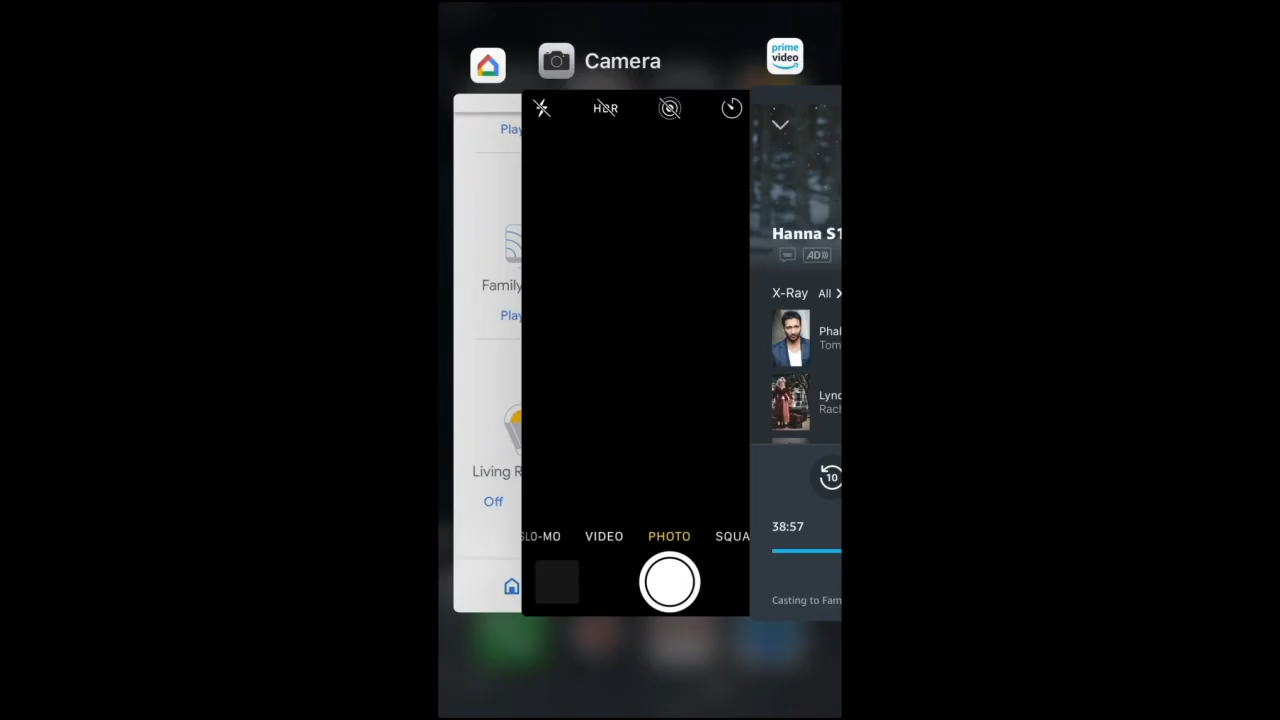 Camera
prime
video
HDR
Play
Family
Play
Living R
Off
SLO-MO VIDEO PHOTO SQUA
Hanna S1
AD
X-Ray All
Phal
Tom
Lync
Rach
10
38:57
Casting to Fam